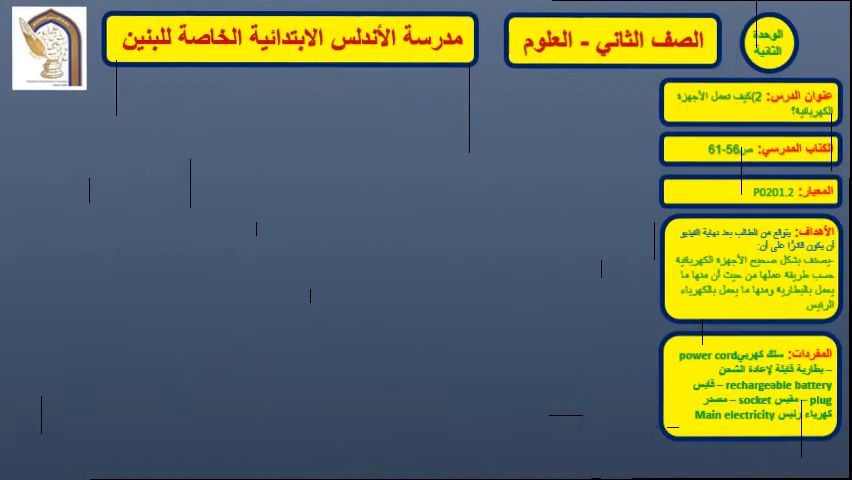 الوحدة
الثانية
الصف الثاني - العلوم
مدرسة الأندلس الابتدائية الخاصة للبنين
عنوان الدرس: 2)كيف تعمل الأجهزة
الكهربائية؟
الكتاب المدرسي: ص56-61
المعيار: P0201.2
الأهداف: يتوقع من الطالب بعد نهاية الفيديو
أن يكون قادرًا على أن:
-يصنف بشكل صحيح الأجهزة الكهربائية
حسب طريقة عملها من حيث أن منها ما
يعمل بالبطارية ومنها ما يعمل بالكهرباء
الرئيس
المفردات: سلك كهربيpower cord
– بطارية قابلة لإعادة الشحن
rechargeable battery – قابس
plug – مقبس socket – مصدر
كهرباء رئيس Main electricity